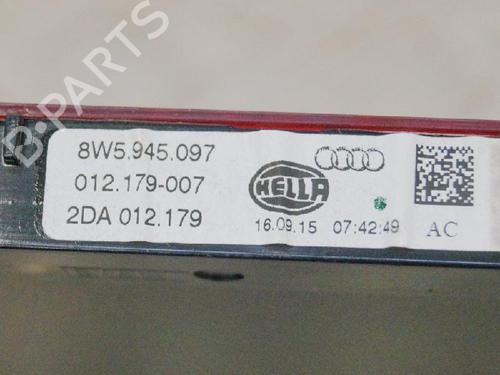 B-PARTS
8W5.945.097
012.179-007
2DA 012.179
HELLA
16.09.15 07:42:49
AC